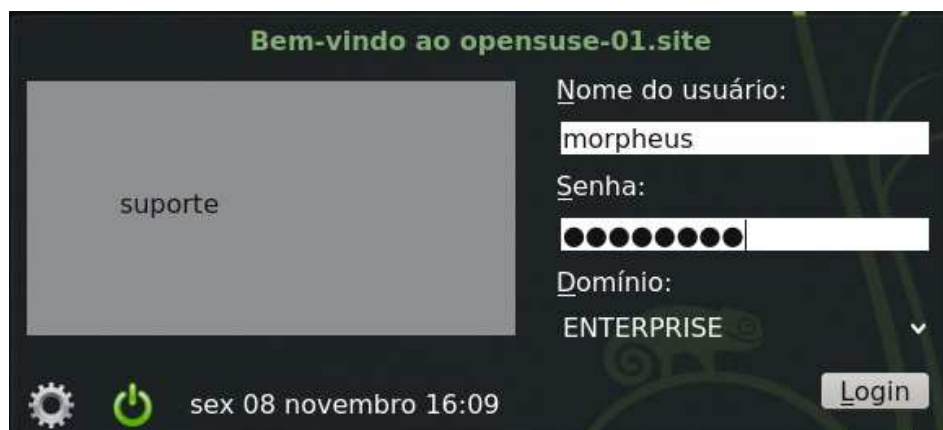 Bem-vindo ao opensuse-01.site
suporte
Nome do usuário:
morpheus
Senha:
●●●●●●●●
Domínio:
ENTERPRISE
sex 08 novembro 16:09
Login